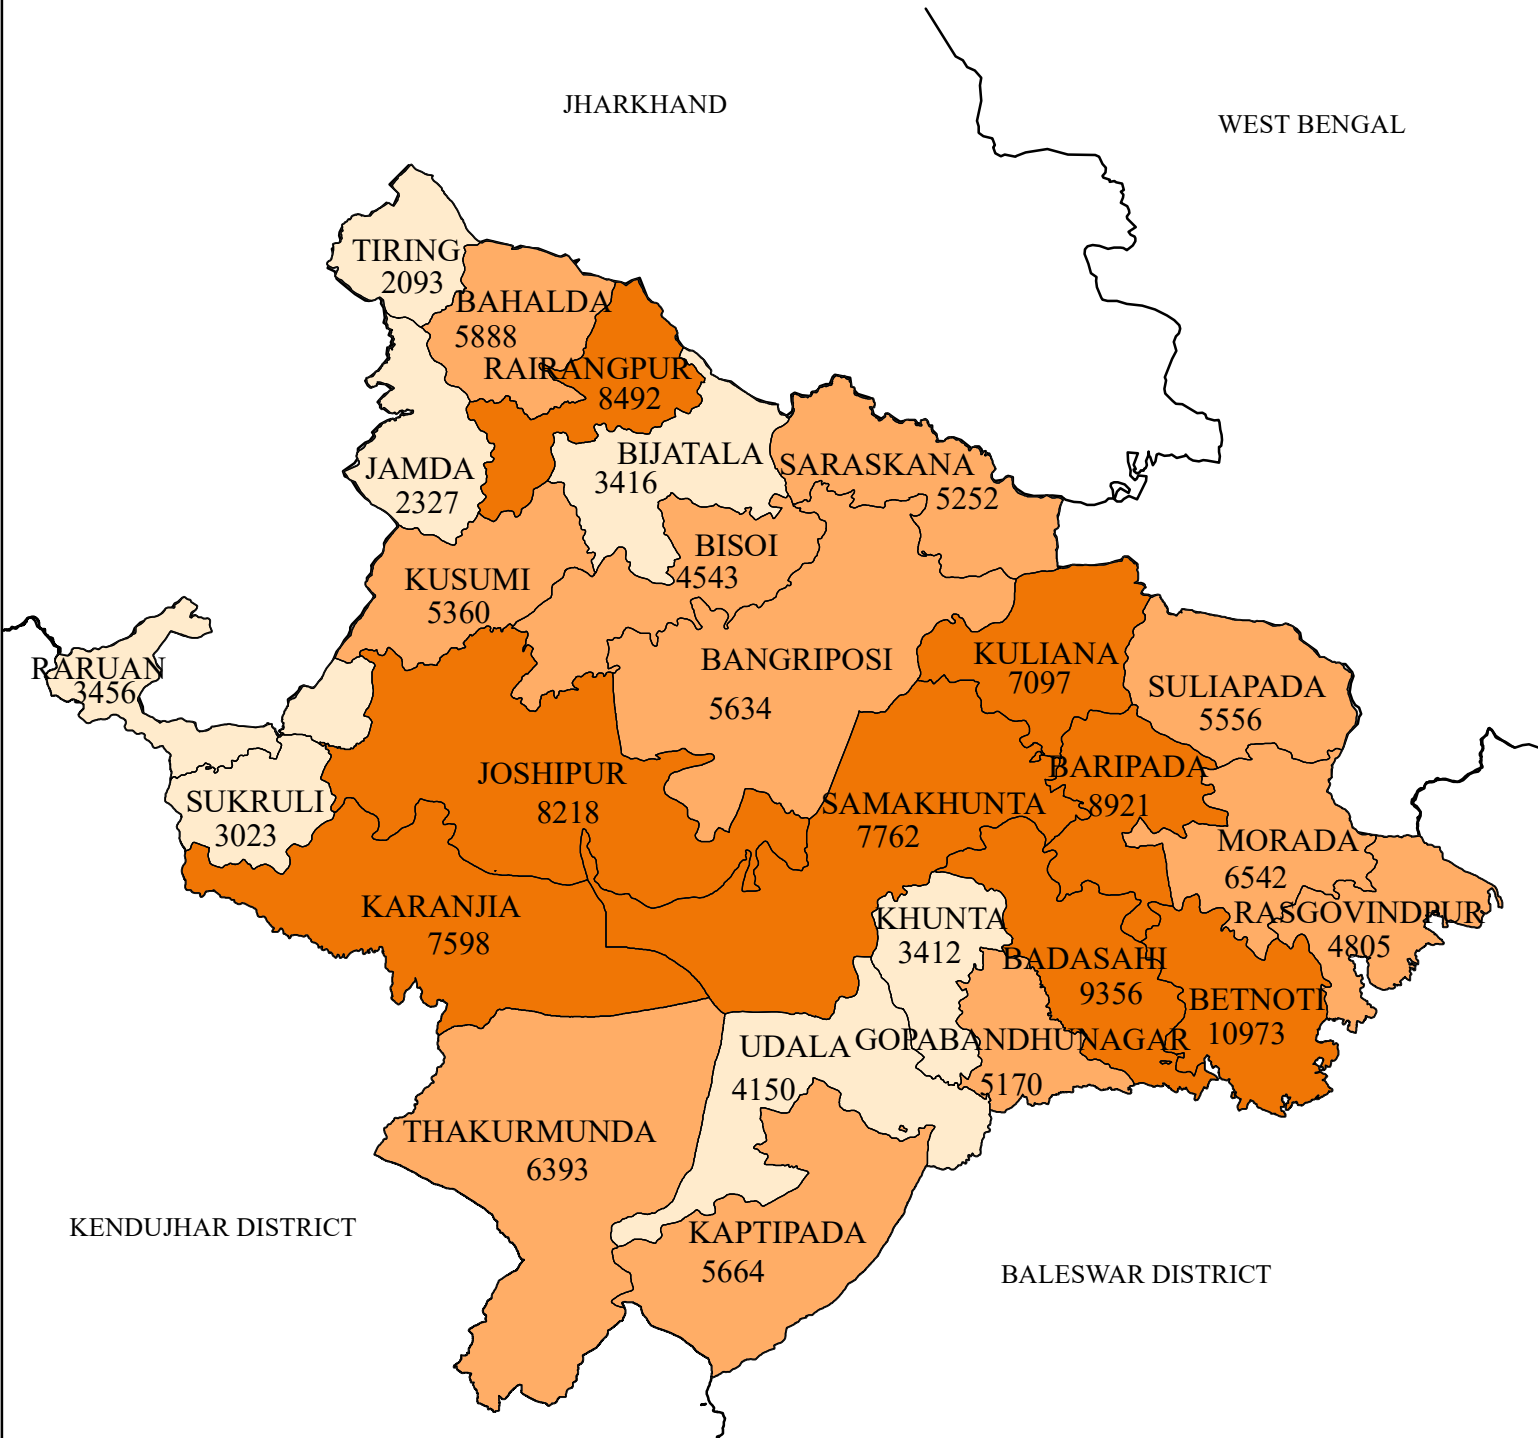 JHARKHAND
WEST BENGAL
TIRING
2093
BAHALDA
5888
RAIRANGPUR
8492
JAMDA
2327
BIJATALA
3416
SARASKANA
5252
BISOI
4543
KUSUMI
5360
RARUAN
3456
BANGRIPOSI
5634
KULIANA
7097
SULIAPADA
5556
SUKRULI
3023
JOSHIPUR
8218
SAMAKHUNTA
7762
BARIPADA
8921
MORADA
6542
KARANJIA
7598
KHUNTA
3412
RASGOVINDPUR
4805
BADASAHI
9356
BETNOTI
10973
UDALA
4150
GOPABANDHUNAGAR
5170
THAKURMUNDA
6393
KAPTIPADA
5664
KENDUJHAR DISTRICT
BALESWAR DISTRICT